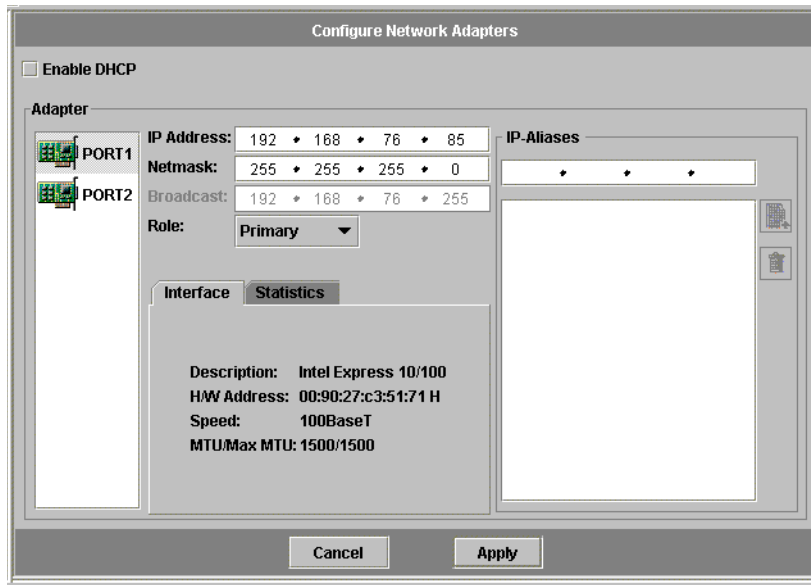 Configure Network Adapters
Enable DHCP
Adapter
PORT1
PORT2
IP Address: 192 . 168 . 76 . 85
Netmask: 255 . 255 . 255 . 0
Broadcast: 192 . 168 . 76 . 255
Role: Primary
Interface Statistics
Description: Intel Express 10/100
H/W Address: 00:90:27:c3:51:71 H
Speed: 100BaseT
MTU/Max MTU: 1500/1500
IP-Aliases
. . .
Cancel Apply